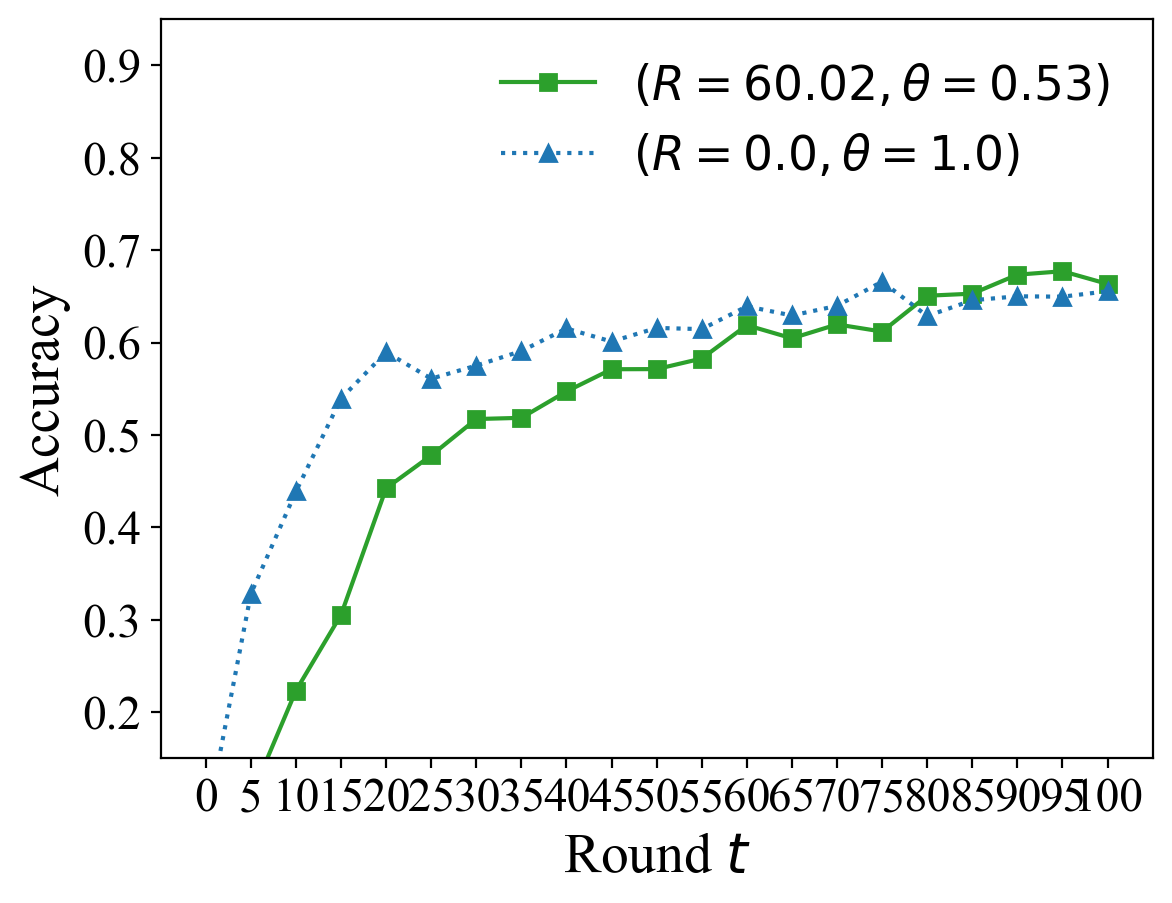 0.9
0.8
0.7
0.6
0.5
0.4
0.3
0.2
Accuracy
(R = 60.02, θ = 0.53)
(R = 0.0, θ = 1.0)
0 5 10 15 20 25 30 35 40 45 50 55 60 65 70 75 80 85 90 95 100
Round t